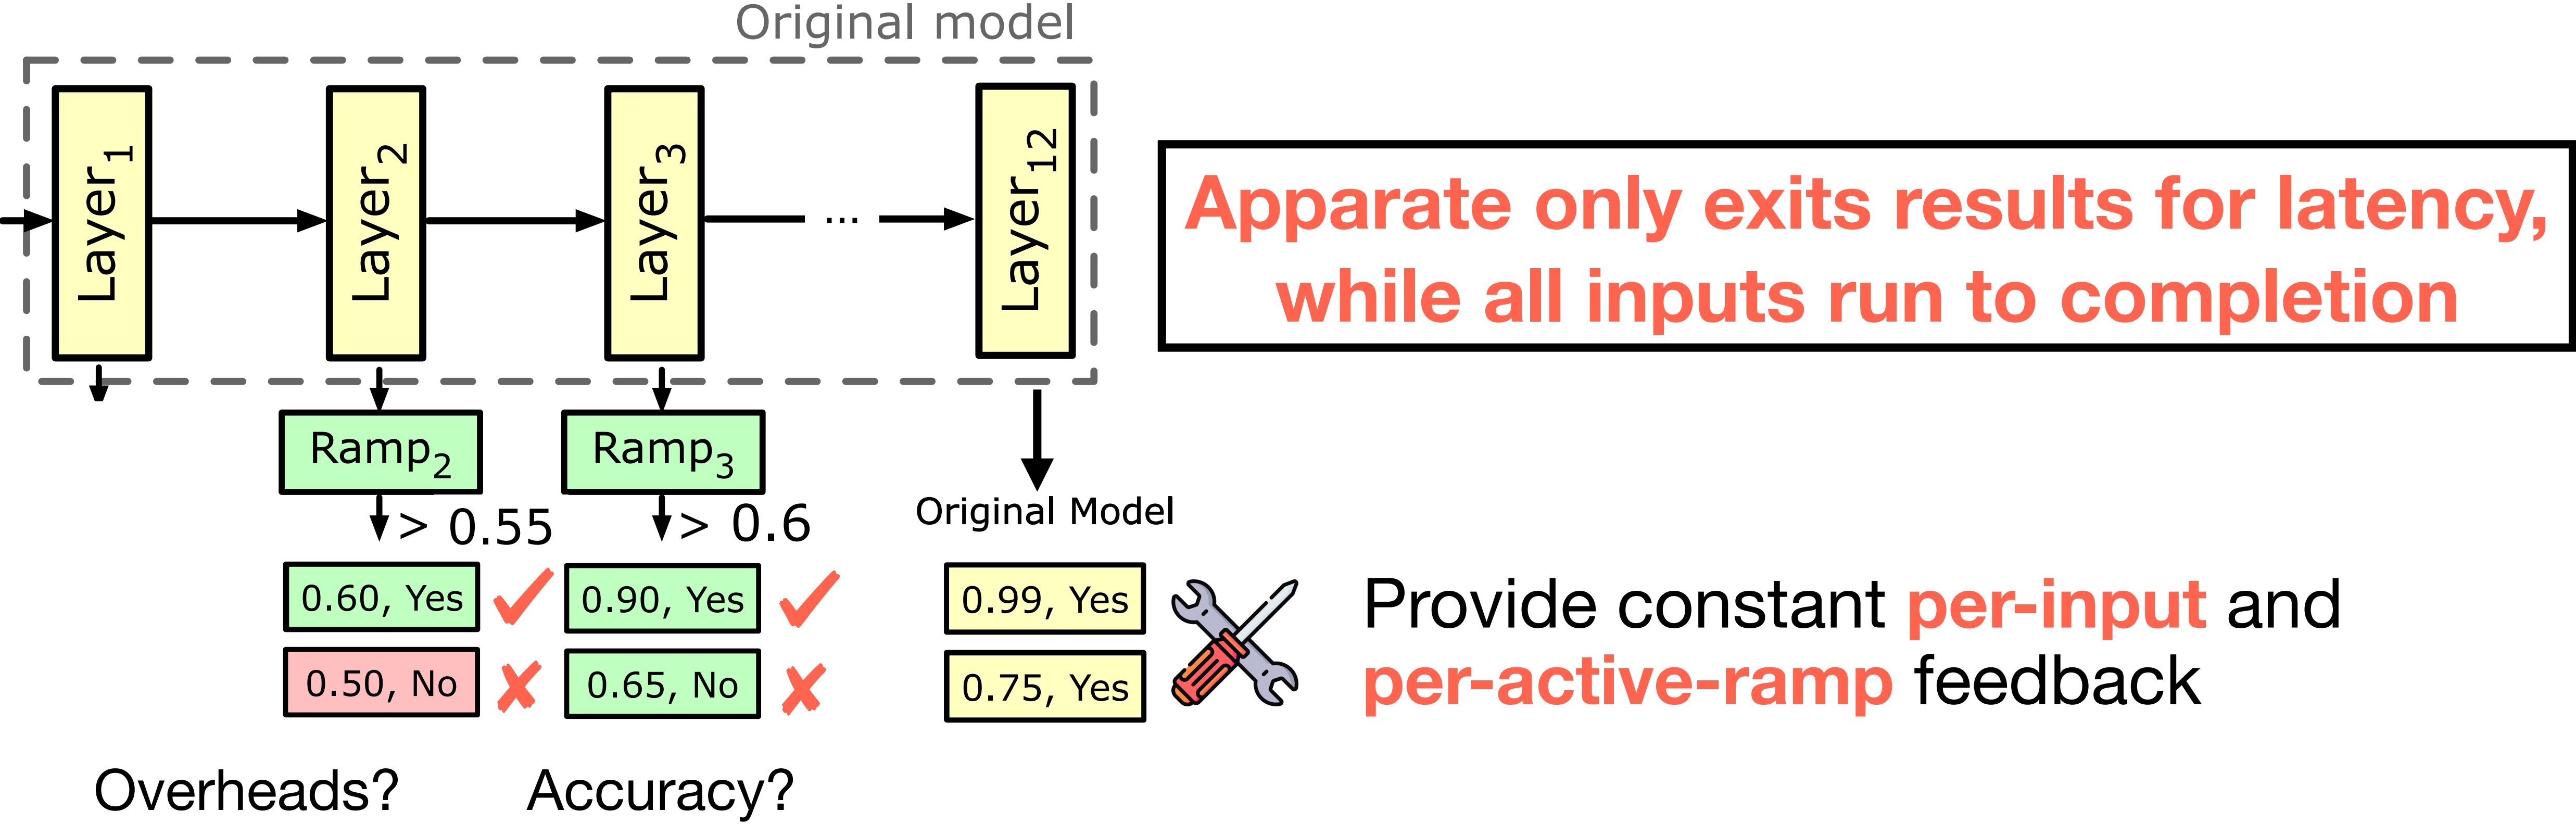 Original model
Layer1
Layer2
Layer3
...
Layer12
Apparate only exits results for latency,
while all inputs run to completion
Ramp2
Ramp3
> 0.55
> 0.6
Original Model
0.60, Yes
0.90, Yes
0.99, Yes
0.50, No
0.65, No
0.75, Yes
Provide constant per-input and
per-active-ramp feedback
Overheads?
Accuracy?